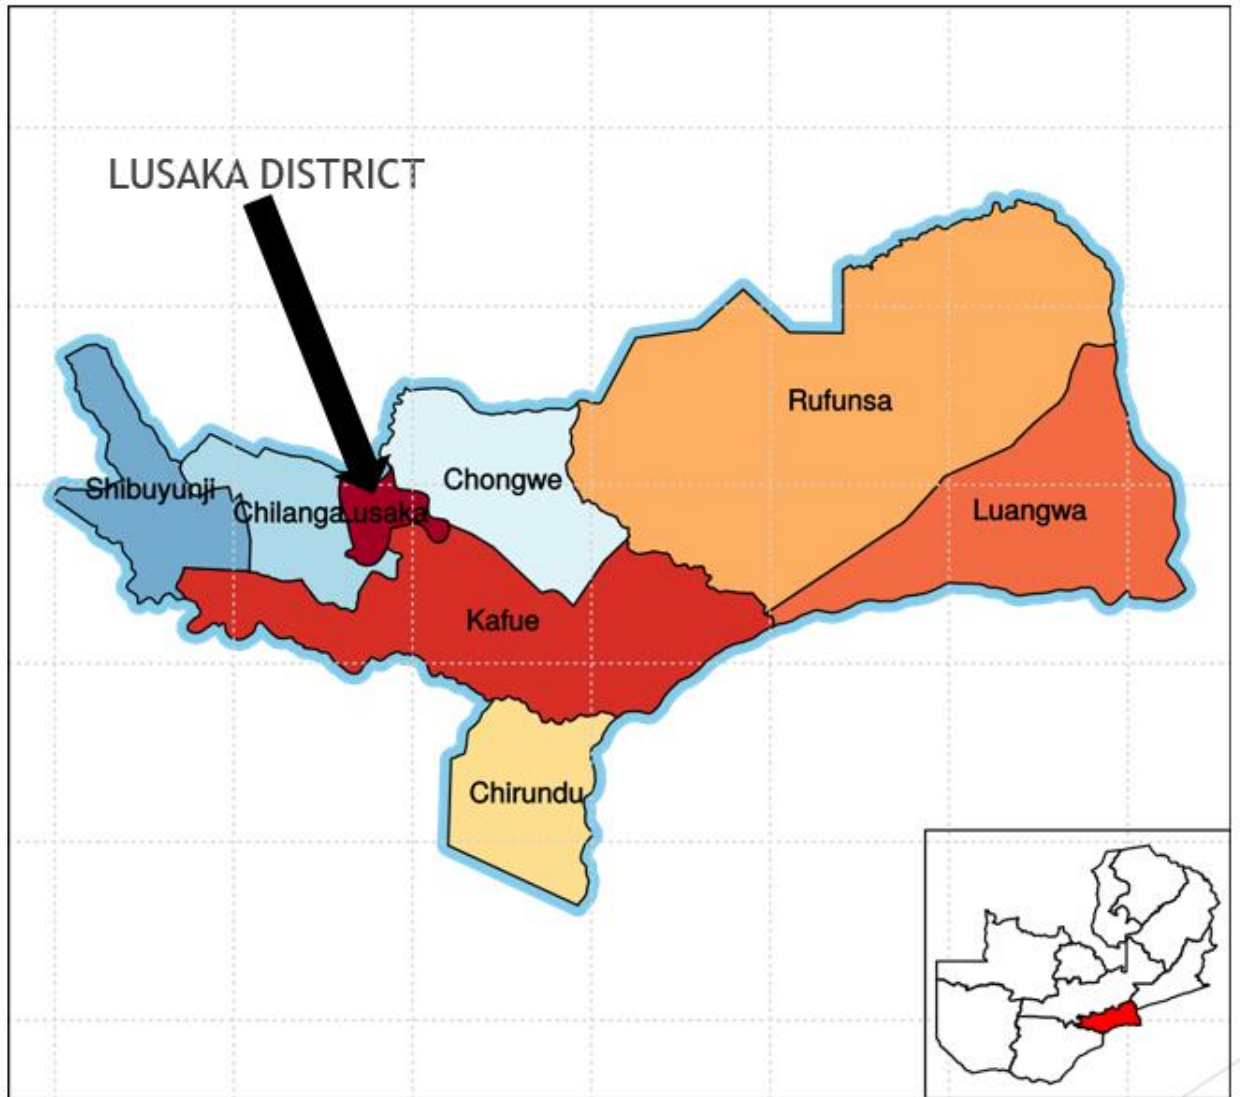 LUSAKA DISTRICT
Rufunsa
Chongwe
Shibuyunji
Chilanga
Lusaka
Luangwa
Kafue
Chirundu